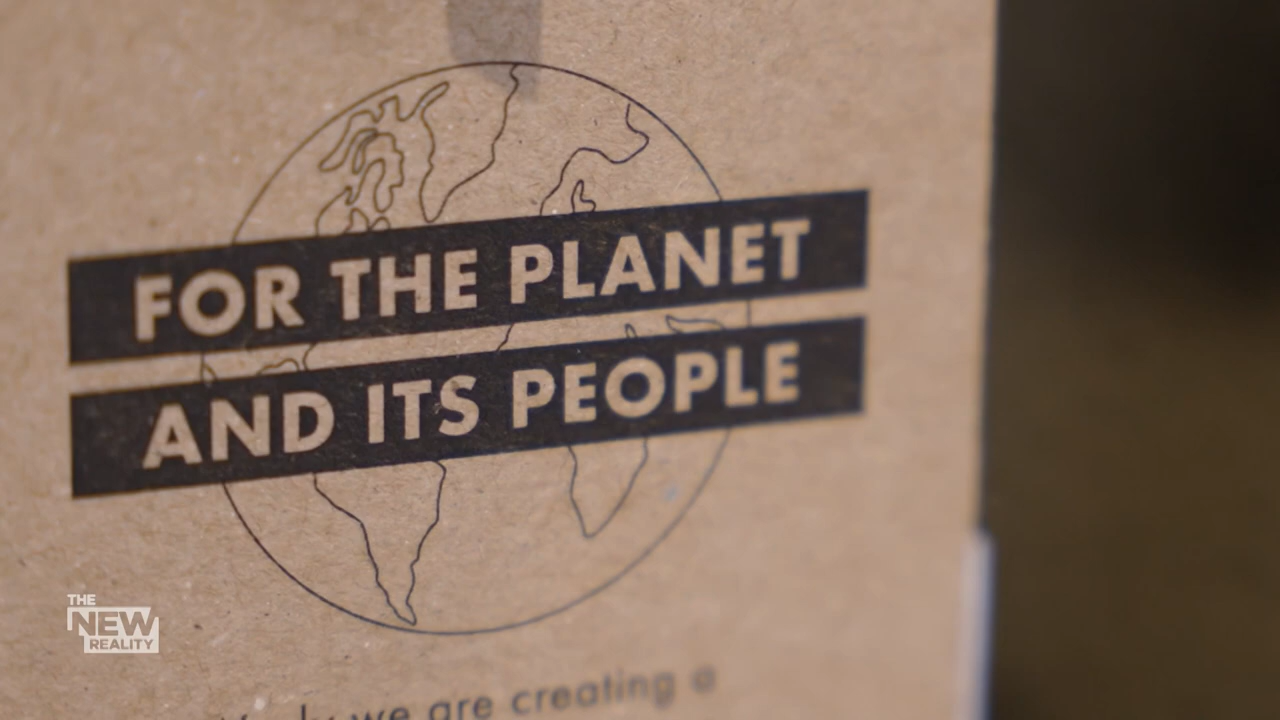 FOR THE PLANET
AND ITS PEOPLE
we are creating a
THE
NEW
REALITY